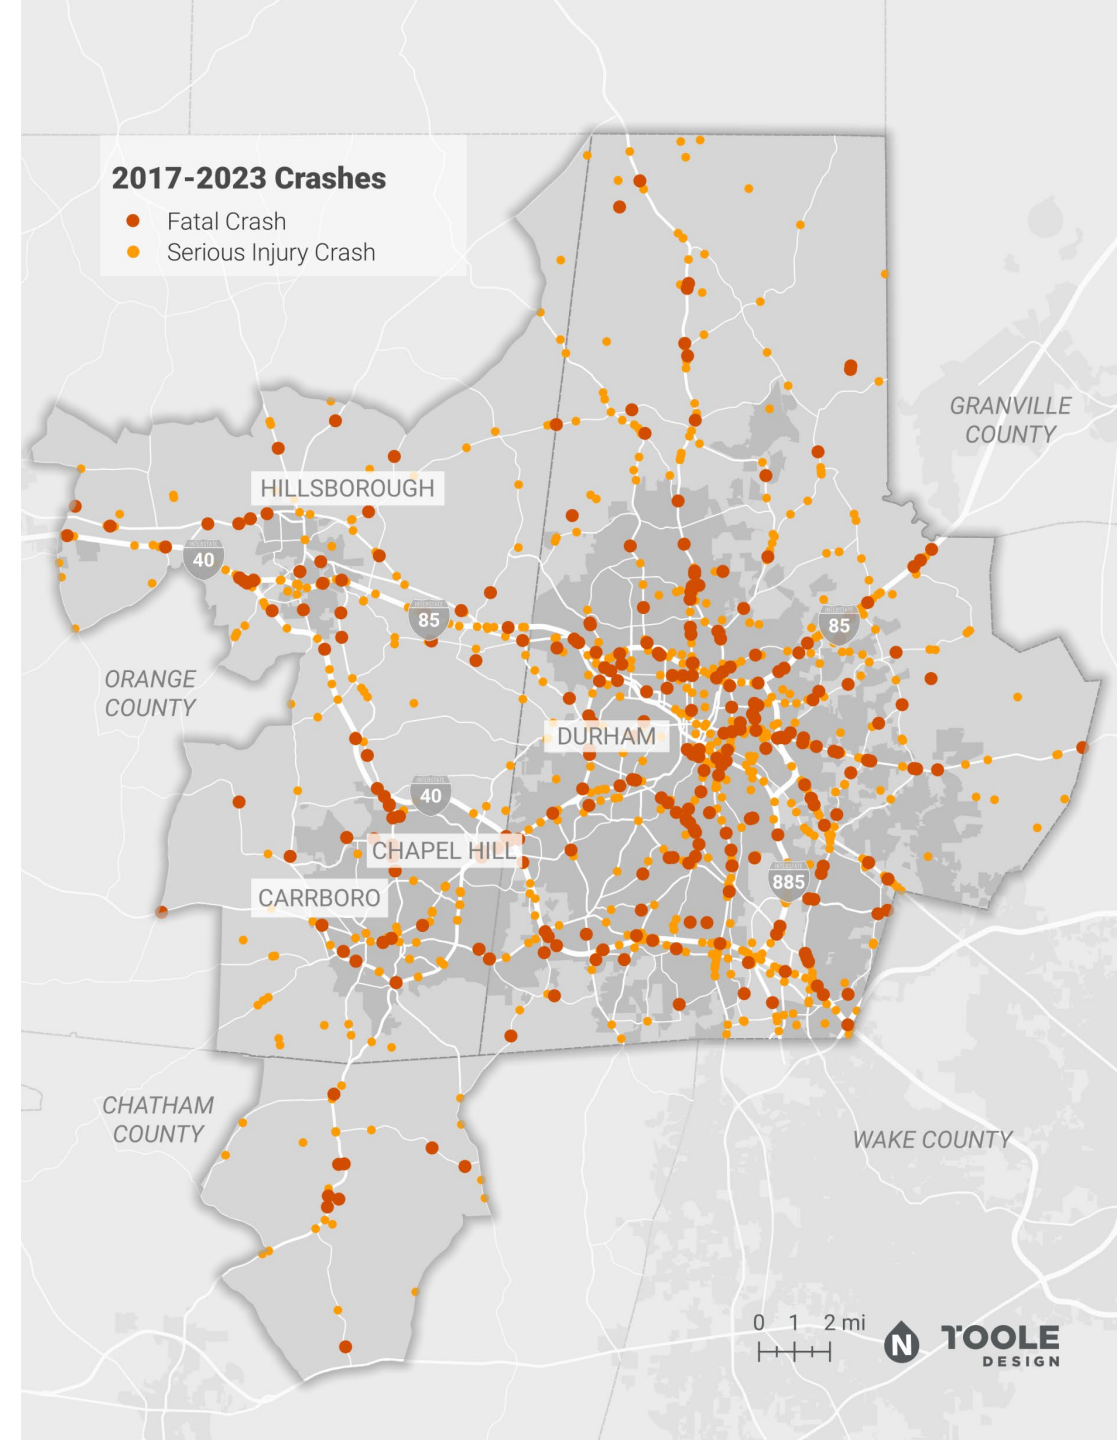 2017-2023 Crashes
Fatal Crash
Serious Injury Crash
GRANVILLE
COUNTY
HILLSBOROUGH
40
85
85
ORANGE
COUNTY
DURHAM
40
CHAPEL HILL
885
CARRBORO
CHATHAM
COUNTY
WAKE COUNTY
0 1 2 mi
N
TOOLE
DESIGN